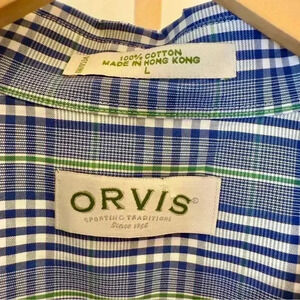 100% COTTON
MADE IN HONG KONG
L
ORVIS©
SPORTING TRADITIONS
Since 1856